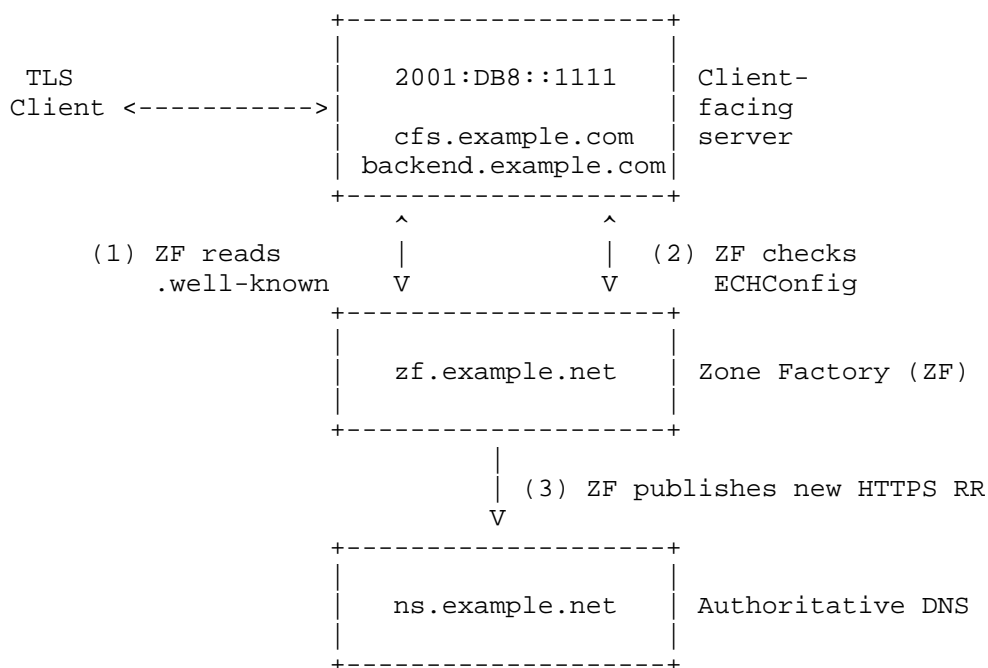 +--------------------+
|                    |
TLS                  |   2001:DB8::1111   | Client-
Client <----------->|                    | facing
|   cfs.example.com  | server
| backend.example.com|
+--------------------+
^            ^
(1) ZF reads       |            |  (2) ZF checks
.well-known    V            V      ECHConfig
+--------------------+
|                    |
|   zf.example.net   | Zone Factory (ZF)
|                    |
+--------------------+
|
| (3) ZF publishes new HTTPS RR
V
+--------------------+
|                    |
|   ns.example.net   | Authoritative DNS
|                    |
+--------------------+